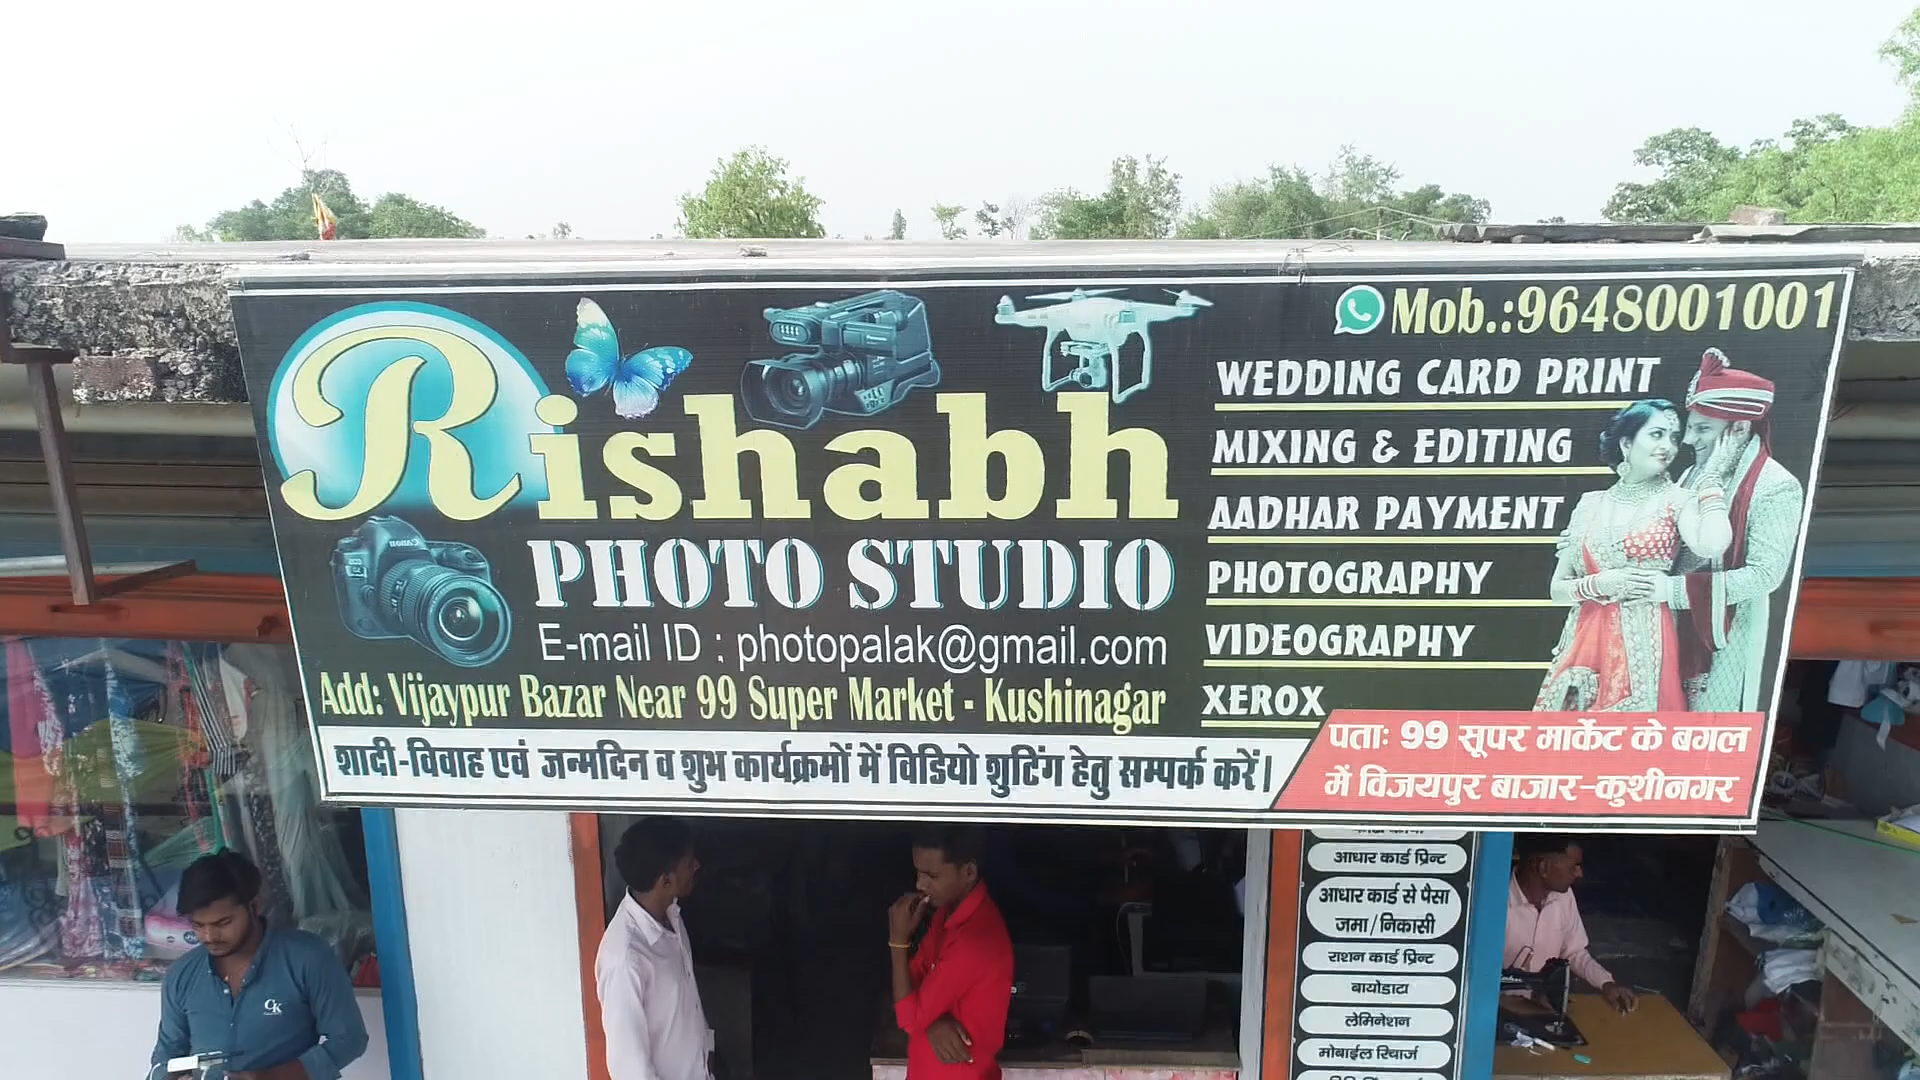 Rishabh
PHOTO STUDIO
E-mail ID : photopalak@gmail.com
Add: Vijaypur Bazar Near 99 Super Market - Kushinagar
शादी-विवाह एवं जन्मदिन व शुभ कार्यक्रमों में विडियो शुटिंग हेतु सम्पर्क करें।
Mob.:9648001001
WEDDING CARD PRINT
MIXING & EDITING
AADHAR PAYMENT
PHOTOGRAPHY
VIDEOGRAPHY
XEROX
पताः 99 सूपर मार्केट के बगल
में विजयपुर बाजार-कुशीनगर
आधार कार्ड प्रिन्ट
आधार कार्ड से पैसा
जमा/निकासी
राशन कार्ड प्रिन्ट
बायोडाटा
लेमिनेशन
मोबाईल रिचार्ज
Canon
CK